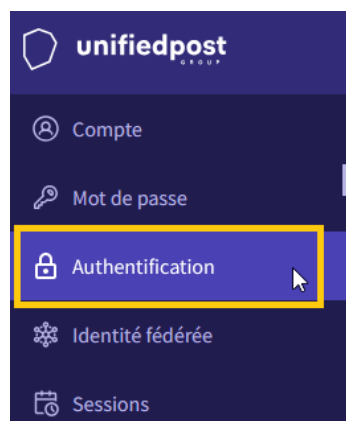 unifiedpost
GROUP
Compte
Mot de passe
Authentification
Identité fédérée
Sessions